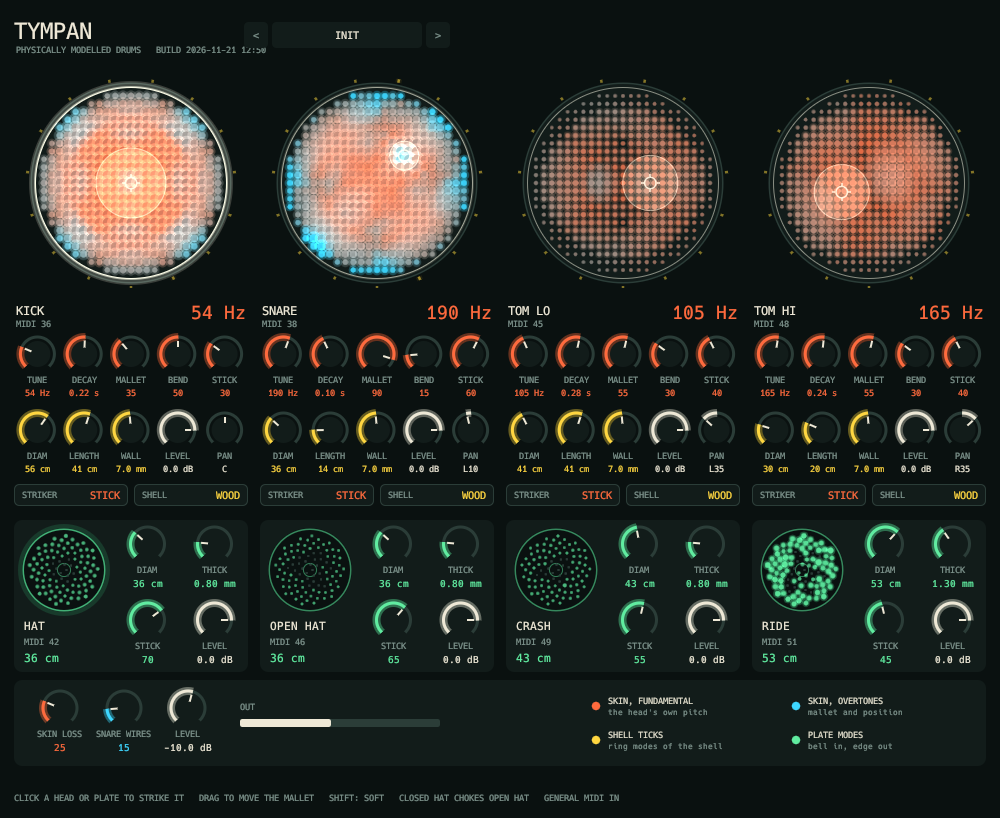 TYMPAN
< INIT >
PHYSICALLY MODELLED DRUMS BUILD 2026-11-21 12:50
KICK 54 Hz
MIDI 36
TUNE DECAY MALLET BEND STICK
54 Hz 0.22 s 35 50 30
DIAM LENGTH WALL LEVEL PAN
56 cm 41 cm 7.0 mm 0.0 dB C
STRIKER STICK SHELL WOOD
SNARE 190 Hz
MIDI 38
TUNE DECAY MALLET BEND STICK
190 Hz 0.10 s 90 15 60
DIAM LENGTH WALL LEVEL PAN
36 cm 14 cm 7.0 mm 0.0 dB L10
STRIKER STICK SHELL WOOD
TOM LO 105 Hz
MIDI 45
TUNE DECAY MALLET BEND STICK
105 Hz 0.28 s 55 30 40
DIAM LENGTH WALL LEVEL PAN
41 cm 41 cm 7.0 mm 0.0 dB L35
STRIKER STICK SHELL WOOD
TOM HI 165 Hz
MIDI 48
TUNE DECAY MALLET BEND STICK
165 Hz 0.24 s 55 30 40
DIAM LENGTH WALL LEVEL PAN
30 cm 20 cm 7.0 mm 0.0 dB R35
STRIKER STICK SHELL WOOD
DIAM THICK
36 cm 0.80 mm
HAT
MIDI 42
STICK LEVEL
36 cm 70 0.0 dB
DIAM THICK
36 cm 0.80 mm
OPEN HAT
MIDI 46
STICK LEVEL
36 cm 65 0.0 dB
DIAM THICK
43 cm 0.80 mm
CRASH
MIDI 49
STICK LEVEL
43 cm 55 0.0 dB
DIAM THICK
53 cm 1.30 mm
RIDE
MIDI 51
STICK LEVEL
53 cm 45 0.0 dB
SKIN LOSS SNARE WIRES LEVEL
25 15 -10.0 dB
OUT
SKIN, FUNDAMENTAL
the head's own pitch
SKIN, OVERTONES
mallet and position
SHELL TICKS
ring modes of the shell
PLATE MODES
bell in, edge out
CLICK A HEAD OR PLATE TO STRIKE IT DRAG TO MOVE THE MALLET SHIFT: SOFT CLOSED HAT CHOKES OPEN HAT GENERAL MIDI IN